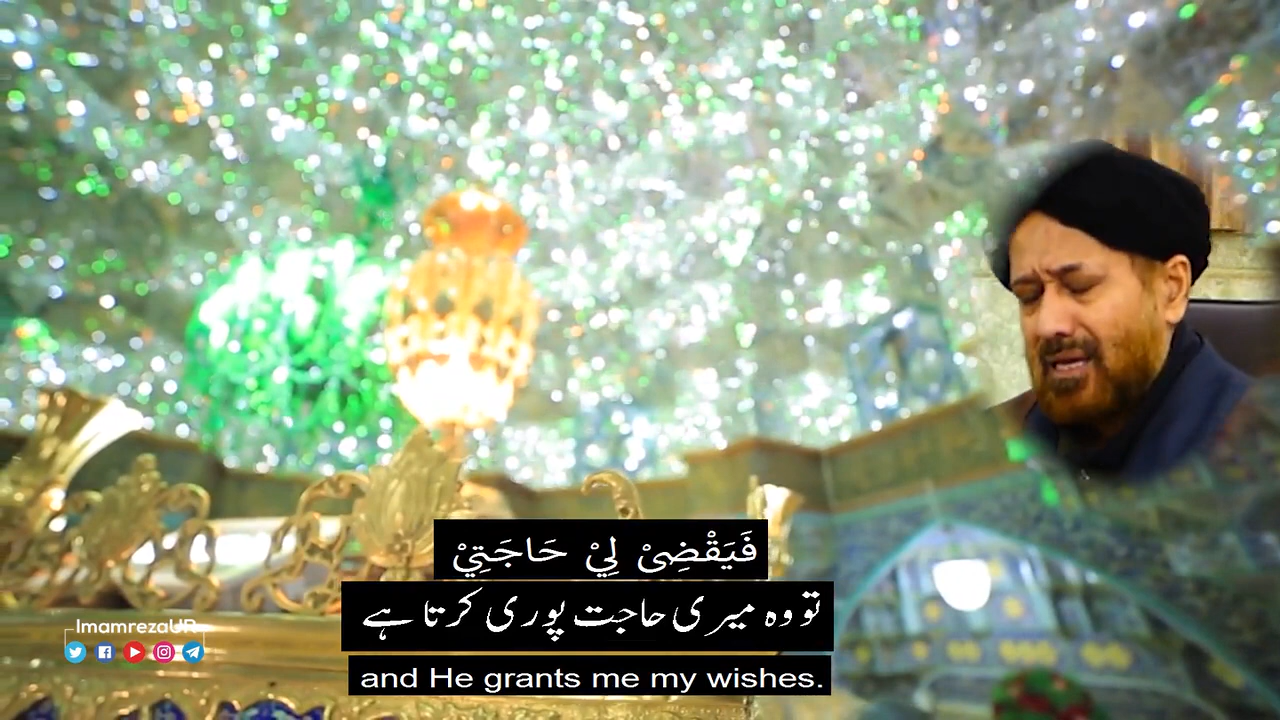 فَيَقْضِىْ لِيْ حَاجَتِيْ
تو وہ میری حاجت پوری کرتا ہے
and He grants me my wishes.
ImamrezaUR